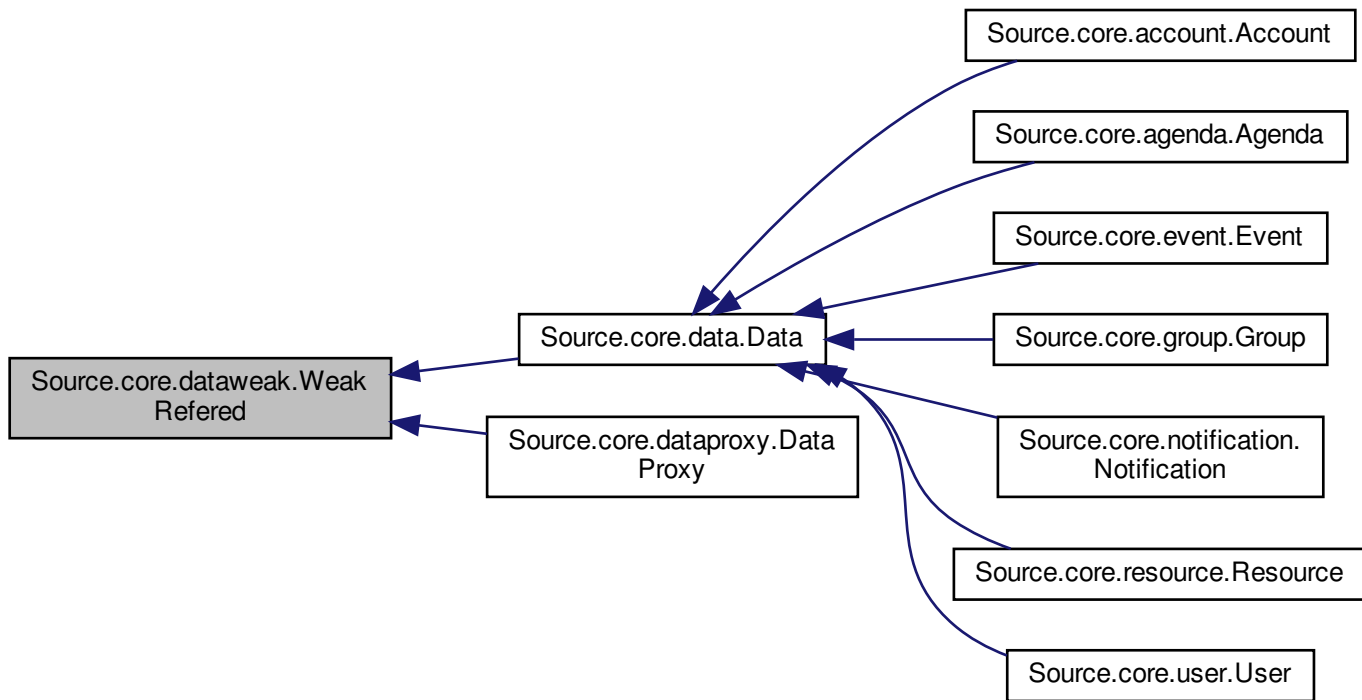 Source.core.account.Account
Source.core.agenda.Agenda
Source.core.event.Event
Source.core.data.Data
Source.core.group.Group
Source.core.dataweak.Weak
Refered
Source.core.dataproxy.Data
Proxy
Source.core.notification.
Notification
Source.core.resource.Resource
Source.core.user.User